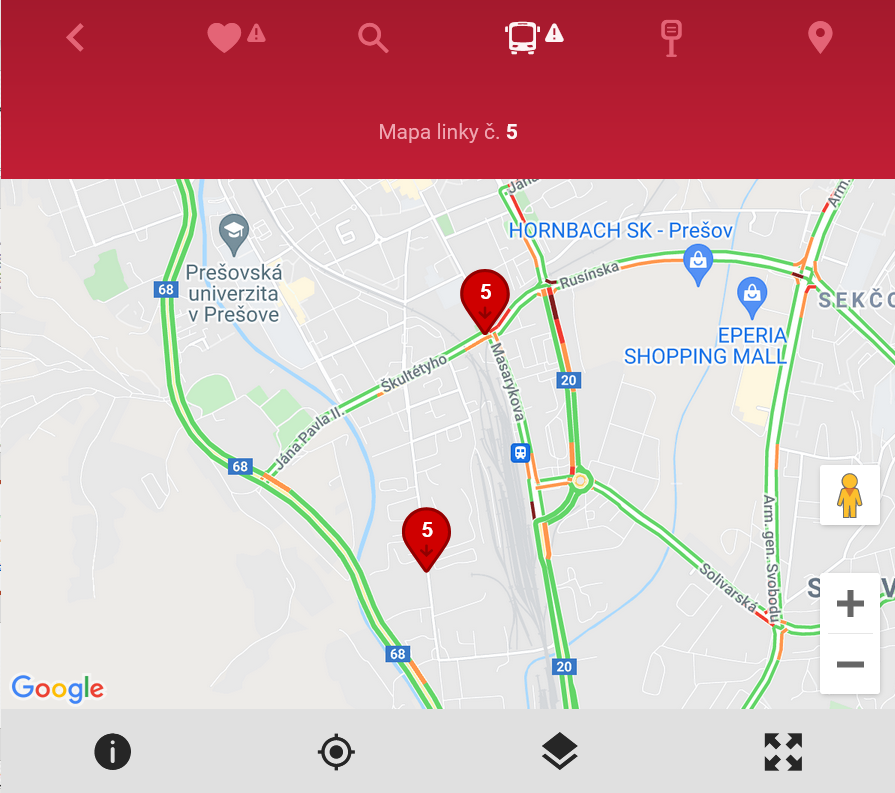 Mapa linky č. 5
Jána
Arm.
HORNBACH SK - Prešov
Rusínska
Prešovská
univerzita
v Prešove
68
5
SEKČO
EPERIA
SHOPPING MALL
Škultétyho
Masarykova
20
Jána Pavla II.
68
5
Arm. gen. Svobodu
Solivarská
S
V
68
20
Google